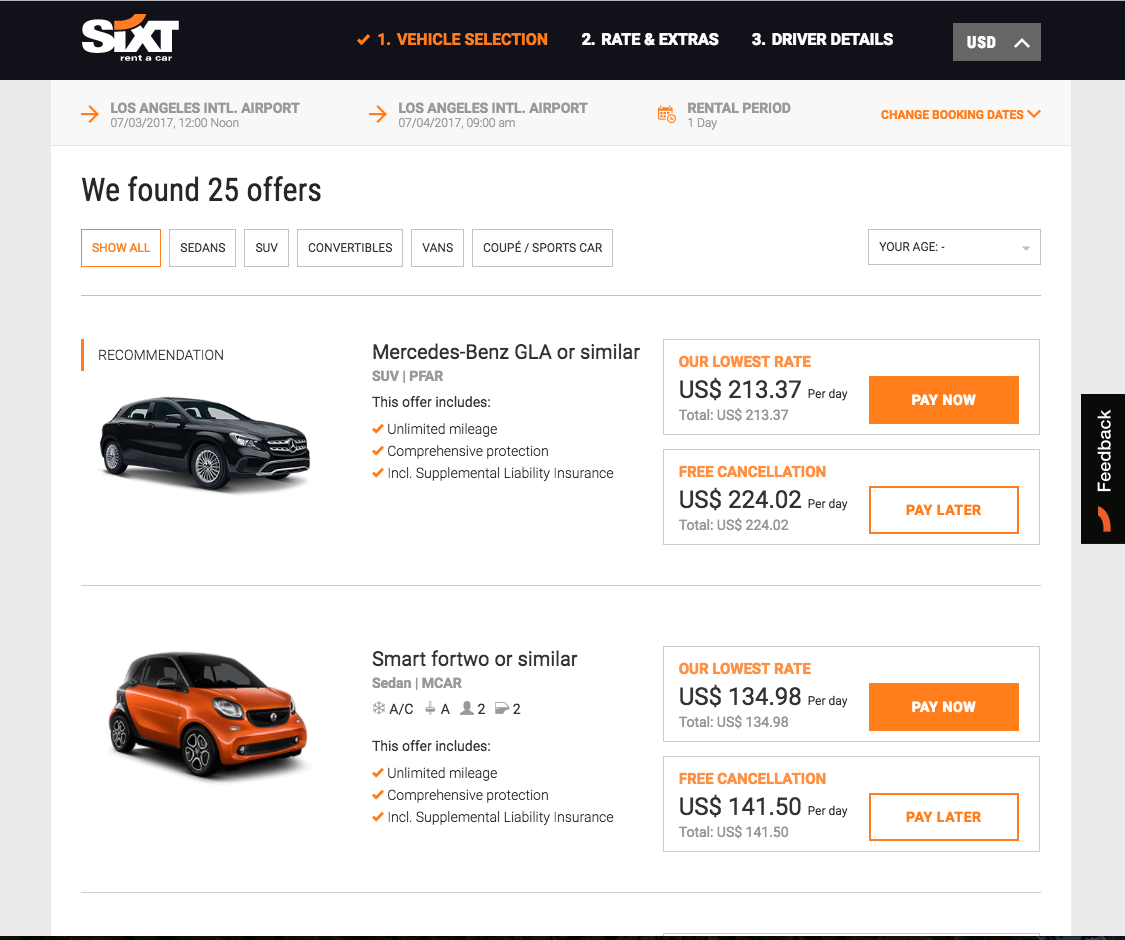 SIXT
rent a car
1. VEHICLE SELECTION
2. RATE & EXTRAS
3. DRIVER DETAILS
USD
LOS ANGELES INTL. AIRPORT
07/03/2017, 12:00 Noon
LOS ANGELES INTL. AIRPORT
07/04/2017, 09:00 am
RENTAL PERIOD
1 Day
CHANGE BOOKING DATES
We found 25 offers
SHOW ALL
SEDANS
SUV
CONVERTIBLES
VANS
COUPÉ / SPORTS CAR
YOUR AGE: -
RECOMMENDATION
Mercedes-Benz GLA or similar
SUV | PFAR
This offer includes:
Unlimited mileage
Comprehensive protection
Incl. Supplemental Liability Insurance
OUR LOWEST RATE
US$ 213.37 Per day
Total: US$ 213.37
PAY NOW
FREE CANCELLATION
US$ 224.02 Per day
Total: US$ 224.02
PAY LATER
Feedback
Smart fortwo or similar
Sedan | MCAR
A/C A 2 2
This offer includes:
Unlimited mileage
Comprehensive protection
Incl. Supplemental Liability Insurance
OUR LOWEST RATE
US$ 134.98 Per day
Total: US$ 134.98
PAY NOW
FREE CANCELLATION
US$ 141.50 Per day
Total: US$ 141.50
PAY LATER